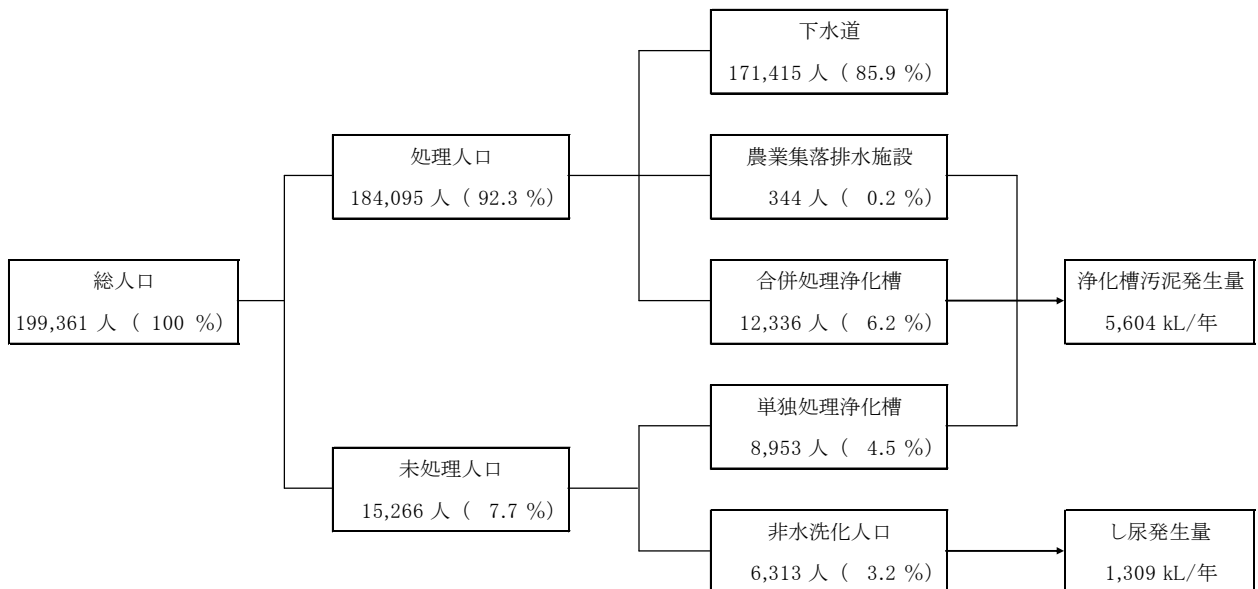 下水道
171,415 人 ( 85.9 %)
処理人口
184,095 人 ( 92.3 %)
農業集落排水施設
344 人 ( 0.2 %)
総人口
199,361 人 ( 100 %)
合併処理浄化槽
12,336 人 ( 6.2 %)
浄化槽汚泥発生量
5,604 kL/年
単独処理浄化槽
8,953 人 ( 4.5 %)
未処理人口
15,266 人 ( 7.7 %)
非水洗化人口
6,313 人 ( 3.2 %)
し尿発生量
1,309 kL/年